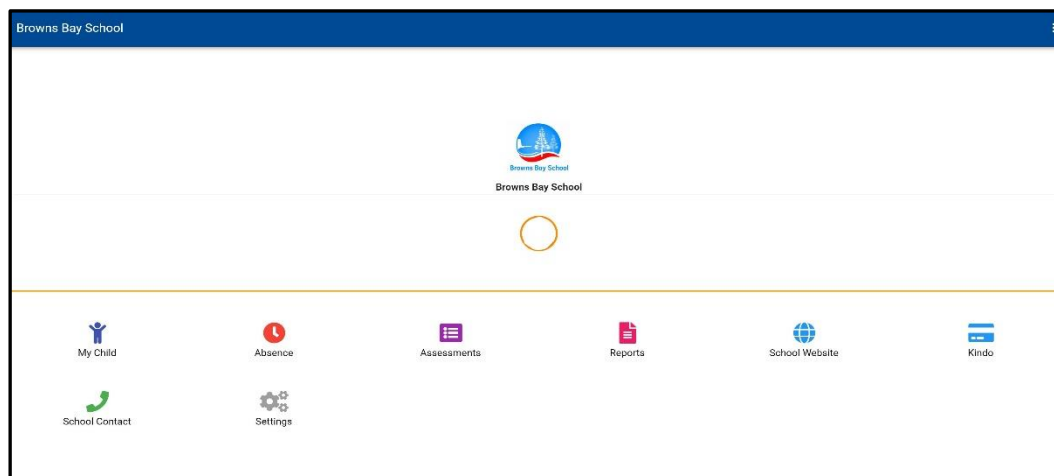 Browns Bay School
Browns Bay School
Browns Bay School
My Child
Absence
Assessments
Reports
School Website
Kindo
School Contact
Settings